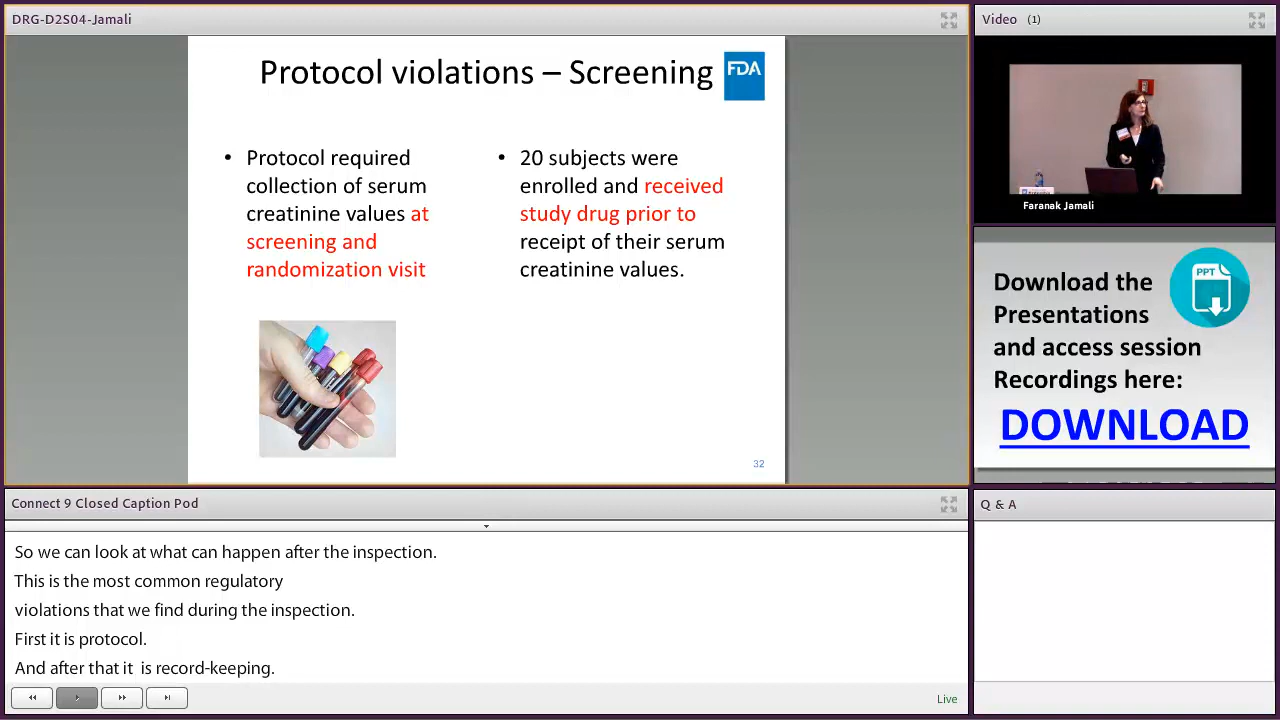 DRG-D2S04-Jamali
Protocol violations – Screening
FDA
• Protocol required
collection of serum
creatinine values at
screening and
randomization visit
• 20 subjects were
enrolled and received
study drug prior to
receipt of their serum
creatinine values.
32
Video (1)
Faranak Jamali
Download the
Presentations
and access session
Recordings here:
DOWNLOAD
PPT
Connect 9 Closed Caption Pod
So we can look at what can happen after the inspection.
This is the most common regulatory
violations that we find during the inspection.
First it is protocol.
And after that it is record-keeping.
Live
Q & A